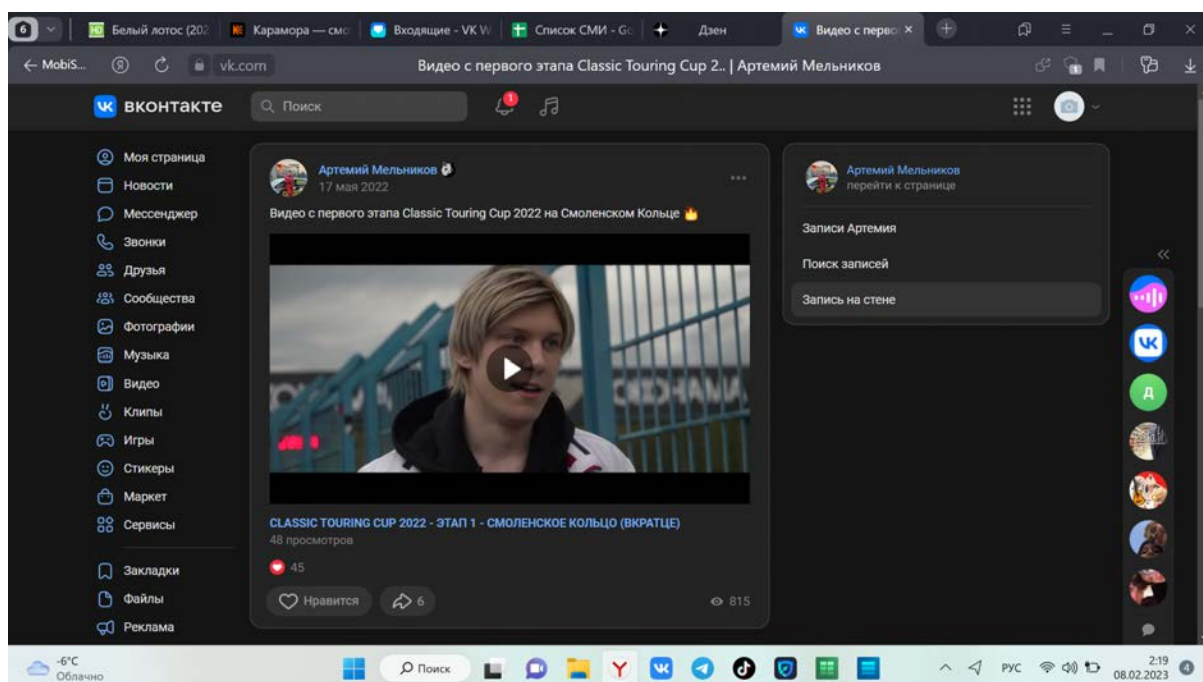 6
Белый лотос (202
Карамора — смо
Входящие - VK W
Список СМИ - Go
Дзен
Видео с перво
MobiS...
vk.com
Видео с первого этапа Classic Touring Cup 2.. | Артемий Мельников
вконтакте
Поиск
1
Моя страница
Новости
Мессенджер
Звонки
Друзья
Сообщества
Фотографии
Музыка
Видео
Клипы
Игры
Стикеры
Маркет
Сервисы
Закладки
Файлы
Реклама
Артемий Мельников
17 мая 2022
Видео с первого этапа Classic Touring Cup 2022 на Смоленском Кольце
CLASSIC TOURING CUP 2022 - ЭТАП 1 - СМОЛЕНСКОЕ КОЛЬЦО (ВКРАТЦЕ)
48 просмотров
45
Нравится
6
815
Артемий Мельников
перейти к странице
Записи Артемия
Поиск записей
Запись на стене
Д
-6°C
Облачно
Поиск
РУС
2:19
08.02.2023
4